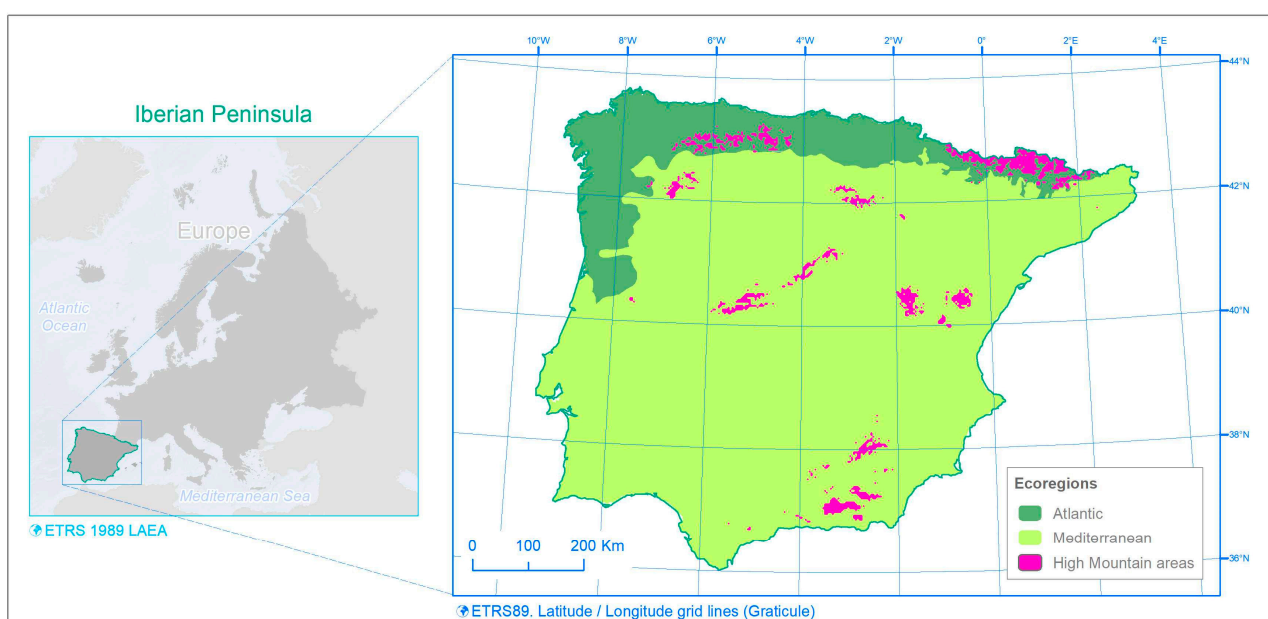 Iberian Peninsula
Europe
Atlantic
Ocean
Mediterranean Sea
ETRS 1989 LAEA
10°W 8°W 6°W 4°W 2°W 0° 2°E 4°E
44°N
42°N
40°N
38°N
36°N
0 100 200 Km
Ecoregions
Atlantic
Mediterranean
High Mountain areas
ETRS89. Latitude / Longitude grid lines (Graticule)